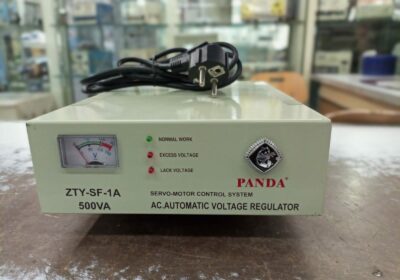 NORMAL WORK
EXCESS VOLTAGE
LACK VOLTAGE
V
PANDA
ZTY-SF-1A
SERVO-MOTOR CONTROL SYSTEM
500VA
AC.AUTOMATIC VOLTAGE REGULATOR